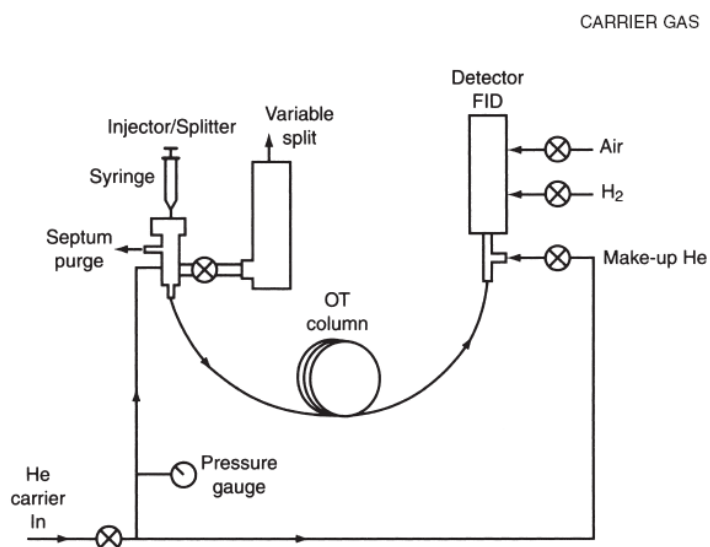 CARRIER GAS
Detector
FID
Injector/Splitter
Variable
split
Syringe
Air
H₂
Septum
purge
Make-up He
OT
column
He
carrier
In
Pressure
gauge